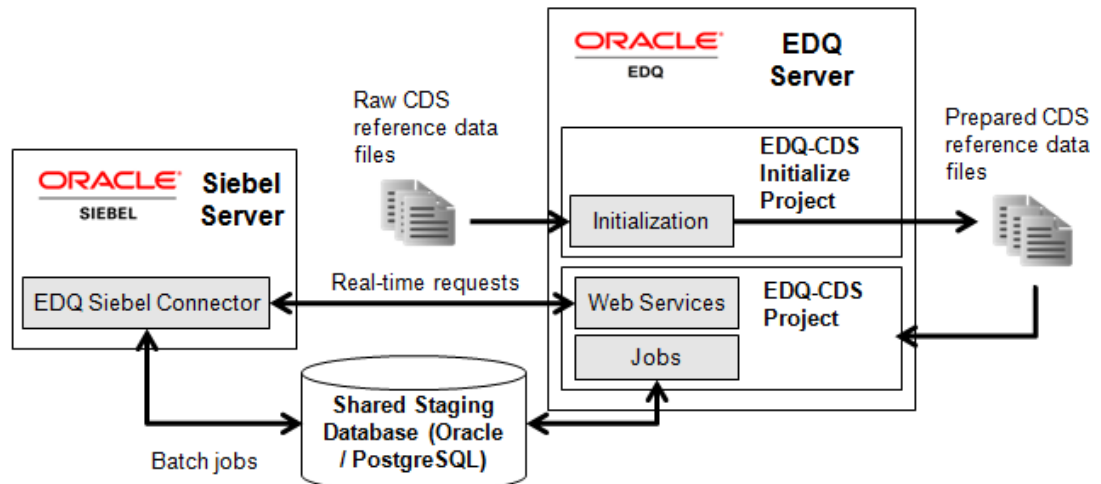 ORACLE
EDQ
EDQ
Server
Raw CDS
reference data
files
Prepared CDS
reference data
files
ORACLE
SIEBEL
Siebel
Server
EDQ-CDS
Initialize
Project
Initialization
Real-time requests
EDQ Siebel Connector
Web Services
EDQ-CDS
Project
Jobs
Shared Staging
Database (Oracle
/ PostgreSQL)
Batch jobs